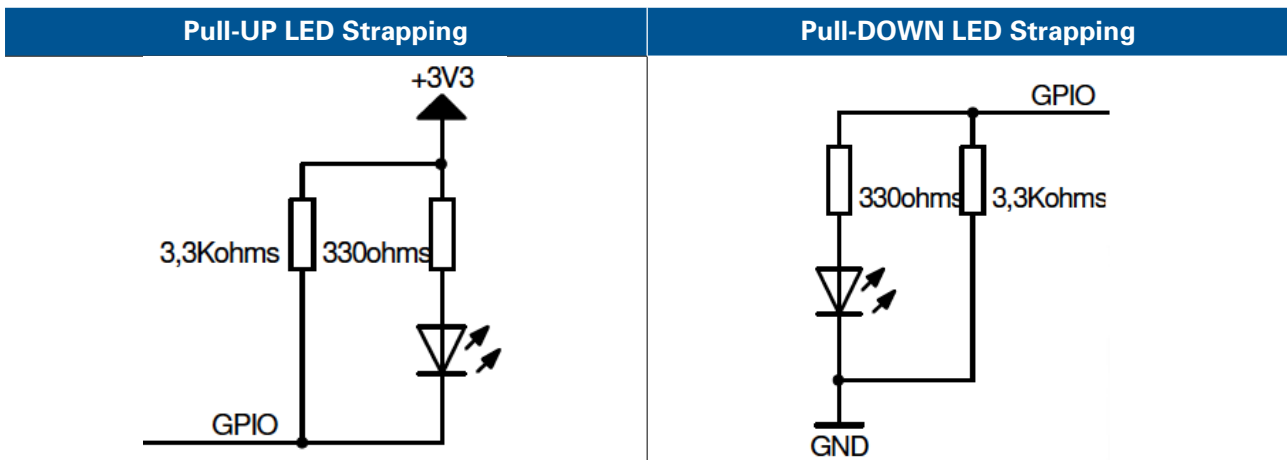 Pull-UP LED Strapping
Pull-DOWN LED Strapping
+3V3
3,3Kohms
330ohms
GPIO
GPIO
330ohms
3,3Kohms
GND